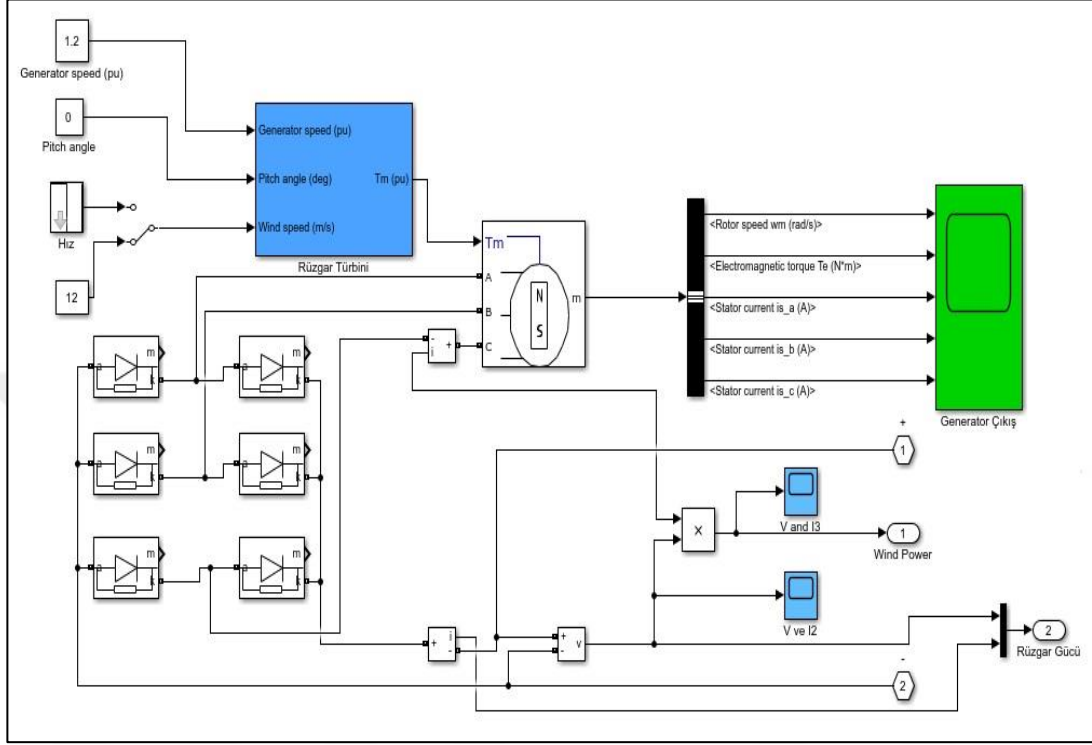 1.2
Generator speed (pu)
0
Pitch angle
Hız
12
Generator speed (pu)
Pitch angle (deg)
Tm (pu)
Wind speed (m/s)
Rüzgar Türbini
Tm
A
B
C
N
S
m
- i +
<Rotor speed wm (rad/s)>
<Electromagnetic torque Te (N*m)>
<Stator current is_a (A)>
<Stator current is_b (A)>
<Stator current is_c (A)>
Generator Çıkış
a m k
a m k
a m k
a m k
a m k
a m k
+
1
V and I3
×
1
Wind Power
V ve I2
+ i -
+ - v
2
Rüzgar Gücü
-
2